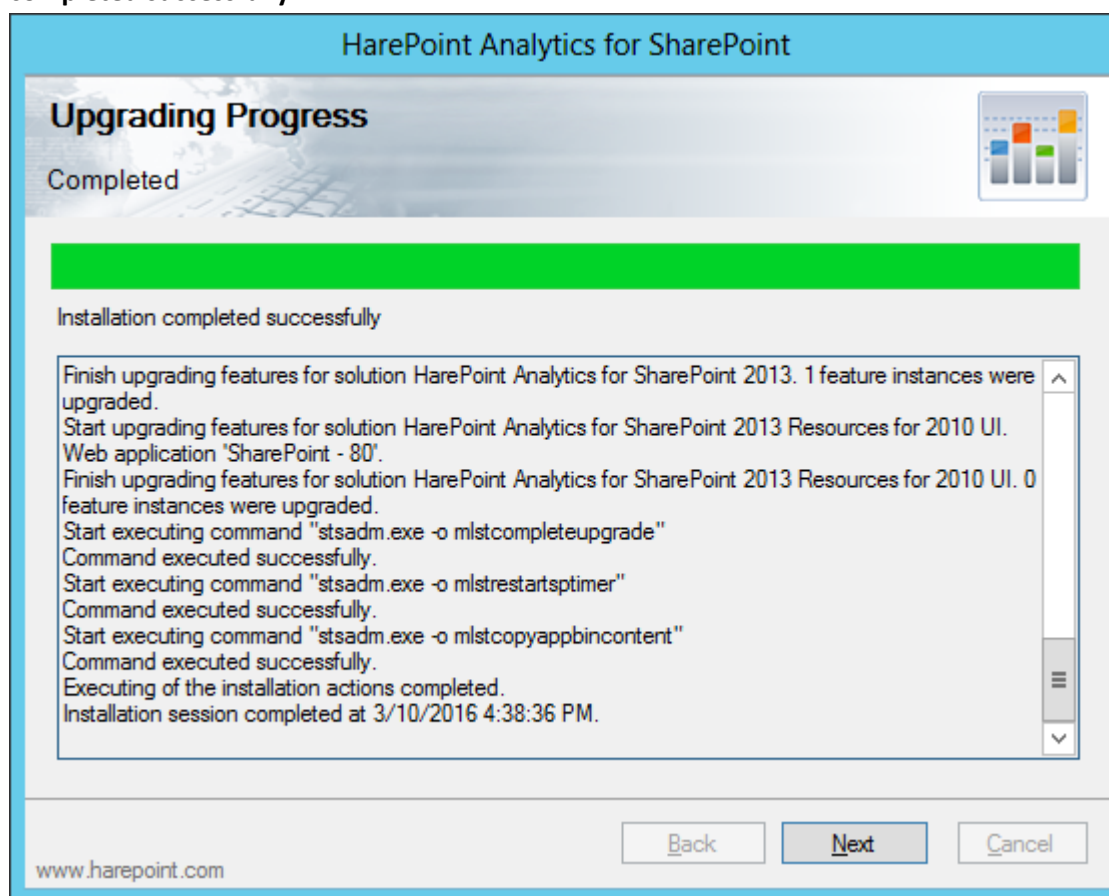 HarePoint Analytics for SharePoint
Upgrading Progress
Completed
Installation completed successfully
Finish upgrading features for solution HarePoint Analytics for SharePoint 2013. 1 feature instances were
upgraded.
Start upgrading features for solution HarePoint Analytics for SharePoint 2013 Resources for 2010 UI.
Web application 'SharePoint - 80'.
Finish upgrading features for solution HarePoint Analytics for SharePoint 2013 Resources for 2010 UI. 0
feature instances were upgraded.
Start executing command "stsadm.exe -o mlstcompleteupgrade"
Command executed successfully.
Start executing command "stsadm.exe -o mlstrestartsptimer"
Command executed successfully.
Start executing command "stsadm.exe -o mlstcopyappbincontent"
Command executed successfully.
Executing of the installation actions completed.
Installation session completed at 3/10/2016 4:38:36 PM.
Back
Next
Cancel
www.harepoint.com